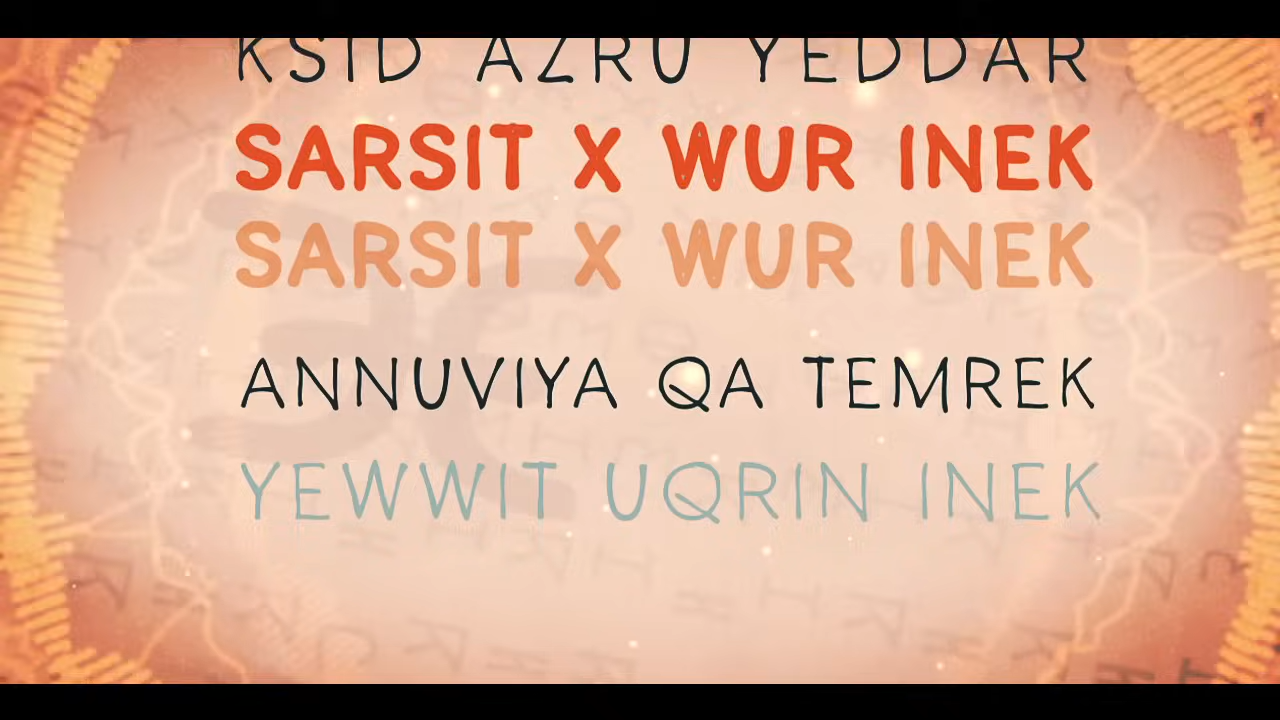 KSID AZRU YEDDAR
SARSIT X WUR INEK
SARSIT X WUR INEK
ANNUVIYA QA TEMREK
YEWWIT UQRIN INEK